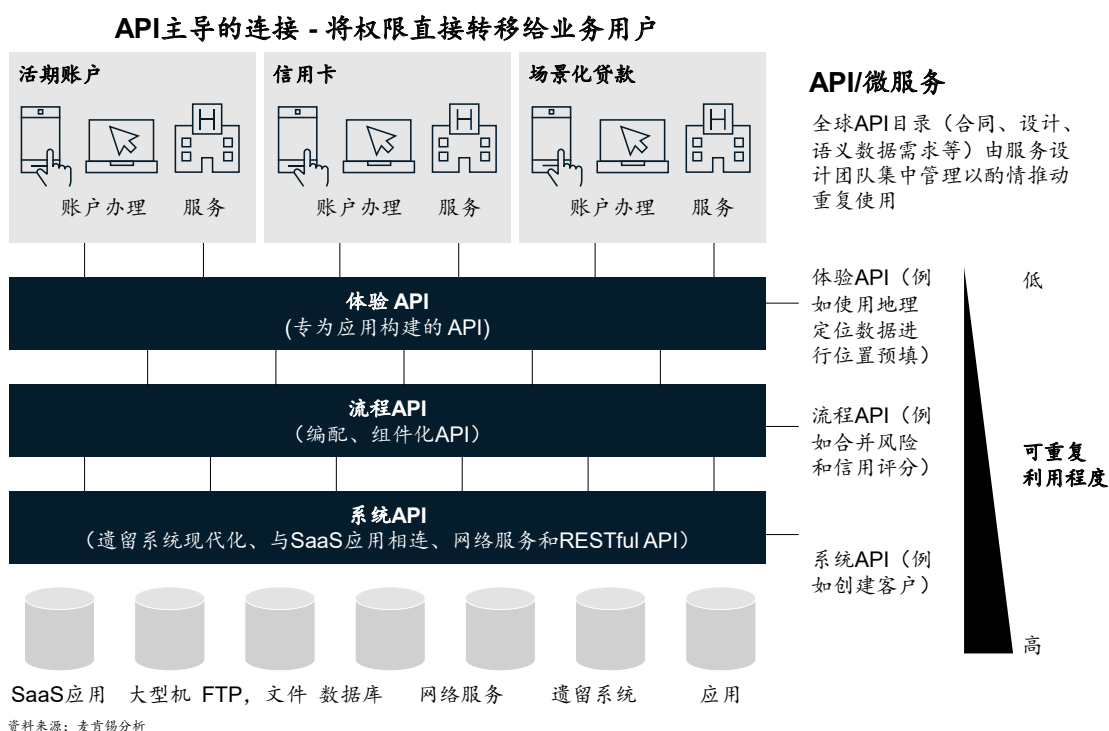 API主导的连接 - 将权限直接转移给业务用户
活期账户
信用卡
场景化贷款
H
H
H
账户办理
服务
账户办理
服务
账户办理
服务
API/微服务
全球API目录（合同、设计、
语义数据需求等）由服务设
计团队集中管理以酌情推动
重复使用
体验 API
(专为应用构建的 API)
体验API（例
如使用地理
定位数据进
行位置预填）
低
流程API
（编配、组件化API）
流程API（例
如合并风险
和信用评分）
可重复
利用程度
系统API
（遗留系统现代化、与SaaS应用相连、网络服务和RESTful API）
系统API（例
如创建客户）
高
SaaS应用
大型机
FTP，文件
数据库
网络服务
遗留系统
应用
资料来源：麦肯锡分析